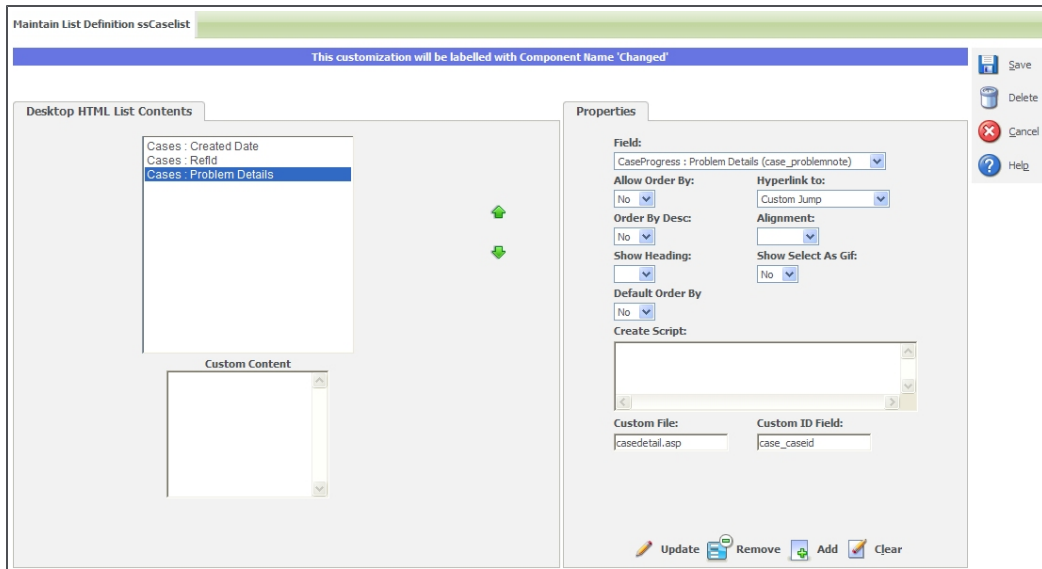 Maintain List Definition ssCaselist
This customization will be labelled with Component Name 'Changed'
Save
Delete
Cancel
Help
Desktop HTML List Contents
Cases : Created Date
Cases : RefId
Cases : Problem Details
Custom Content
Properties
Field:
CaseProgress : Problem Details (case_problemnote)
Allow Order By: Hyperlink to:
No Custom Jump
Order By Desc: Alignment:
No
Show Heading: Show Select As Gif:
No
Default Order By
No
Create Script:
Custom File: Custom ID Field:
casedetail.asp case_caseid
Update Remove Add Clear